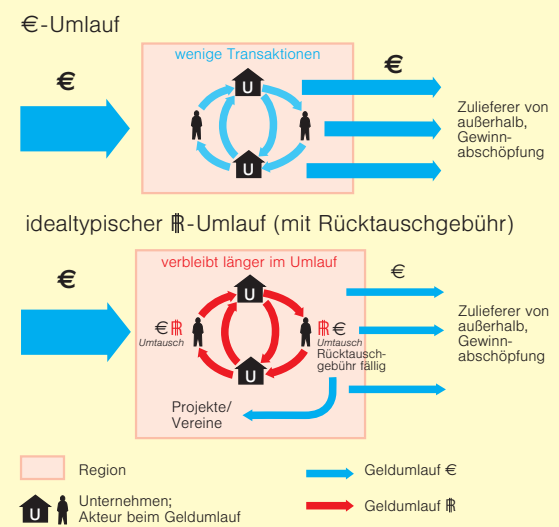 €-Umlauf
wenige Transaktionen
€
€
U
U
Zulieferer von
außerhalb,
Gewinn-
abschöpfung
idealtypischer R-Umlauf (mit Rücktauschgebühr)
verbleibt länger im Umlauf
€
€
U
€ R
Umtausch
R €
Umtausch
Rücktausch-
gebühr fällig
U
Zulieferer von
außerhalb,
Gewinn-
abschöpfung
Projekte/
Vereine
Region
Geldumlauf €
U
Unternehmen;
Akteur beim Geldumlauf
Geldumlauf R